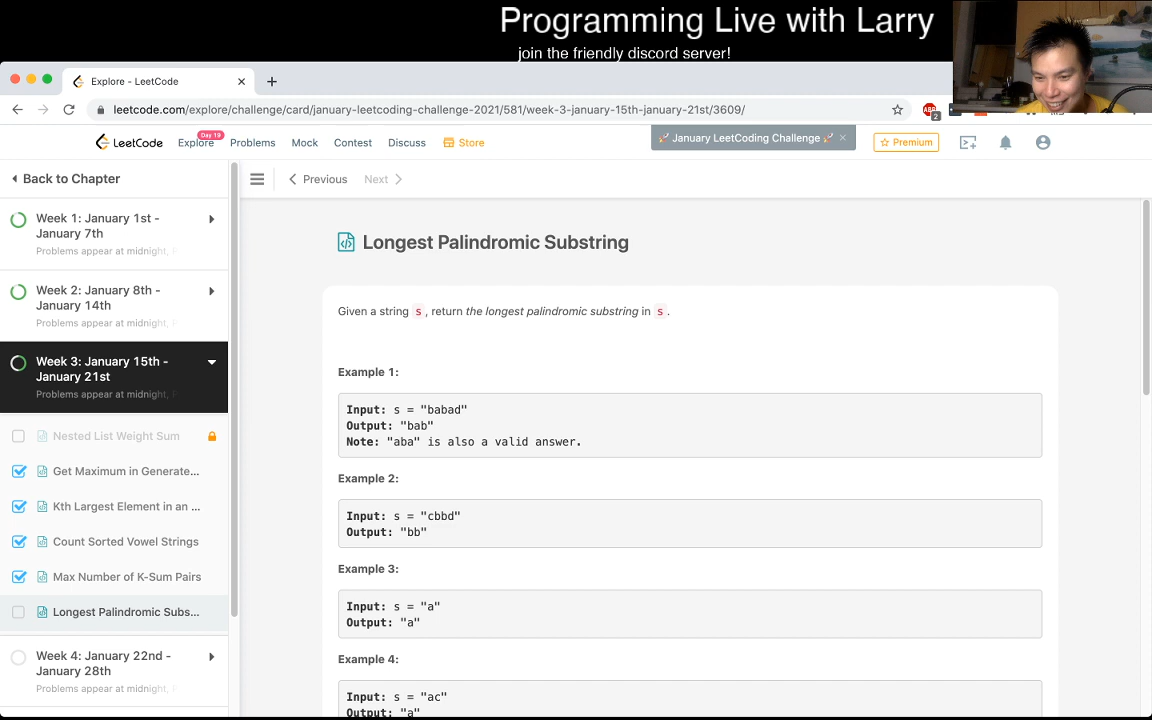 Programming Live with Larry
join the friendly discord server!
Explore - LeetCode
leetcode.com/explore/challenge/card/january-leetcoding-challenge-2021/581/week-3-january-15th-january-21st/3609/
ABP
2
LeetCode
Explore
Day 19
Problems
Mock
Contest
Discuss
Store
January LeetCoding Challenge
Premium
Back to Chapter
Previous
Next
Week 1: January 1st -
January 7th
Problems appear at midnight, P
Week 2: January 8th -
January 14th
Problems appear at midnight, P
Week 3: January 15th -
January 21st
Problems appear at midnight, P
Nested List Weight Sum
Get Maximum in Generate...
Kth Largest Element in an ...
Count Sorted Vowel Strings
Max Number of K-Sum Pairs
Longest Palindromic Subs...
Week 4: January 22nd -
January 28th
Problems appear at midnight, P
Longest Palindromic Substring
Given a string s, return the longest palindromic substring in s.
Example 1:
Input: s = "babad"
Output: "bab"
Note: "aba" is also a valid answer.
Example 2:
Input: s = "cbbd"
Output: "bb"
Example 3:
Input: s = "a"
Output: "a"
Example 4:
Input: s = "ac"
Output: "a"